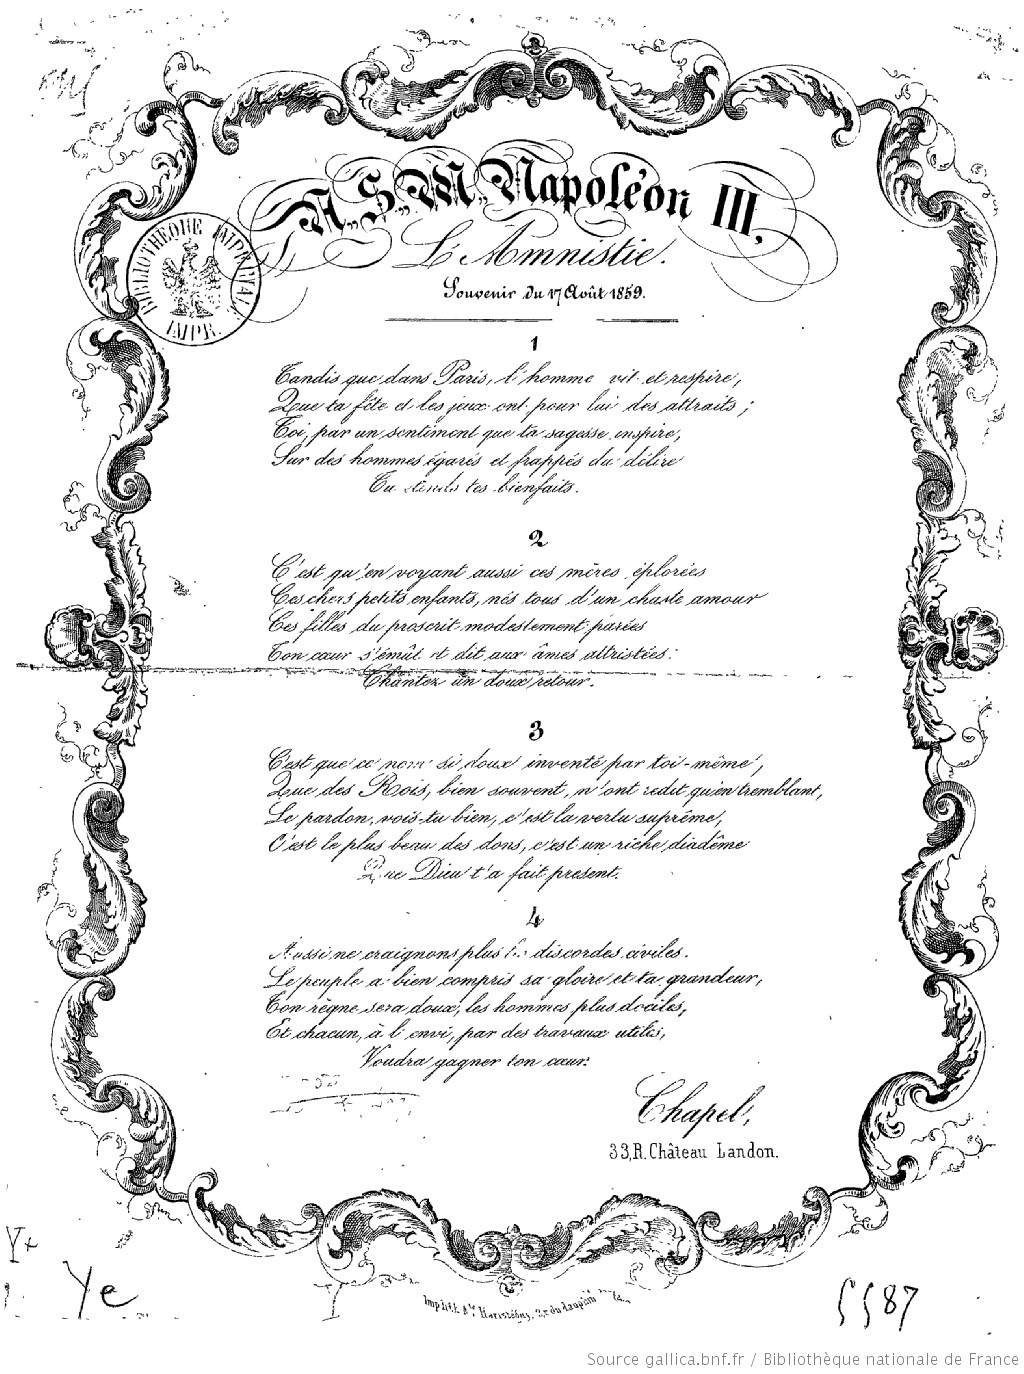 A S. M. Napoléon III,
L'Amnistie.
Souvenir du 17 Août 1859.
BIBLIOTHÈQUE IMPÉRIALE
IMPR.
1
Tandis que dans Paris, l'homme vit et respire,
Que ta fête et les jeux ont pour lui des attraits;
Toi, par un sentiment que ta sagesse inspire,
Sur des hommes égarés et frappés du délire
Tu étends tes bienfaits.
2
C'est qu'en voyant aussi ces mères éplorées
Ces chers petits enfants, nés tous d'un chaste amour
Ces filles du proscrit modestement parées
Ton cœur s'émût et dit aux âmes attristées:
Chantez un doux retour.
3
C'est que ce nom si doux inventé par toi-même,
Que des Rois, bien souvent, n'ont redit qu'en tremblant,
Le pardon, vois-tu bien, c'est la vertu suprême,
C'est le plus beau des dons, c'est un riche diadême
Que Dieu t'a fait present.
4
Aussi ne craignons plus les discordes civiles.
Le peuple a bien compris sa gloire et ta grandeur,
Ton règne sera doux, les hommes plus dociles,
Et chacun, à l'envi, par des travaux utiles,
Voudra gagner ton cœur.
Chapel,
33, R. Château Landon.
Ye
5587
Source gallica.bnf.fr / Bibliothèque nationale de France